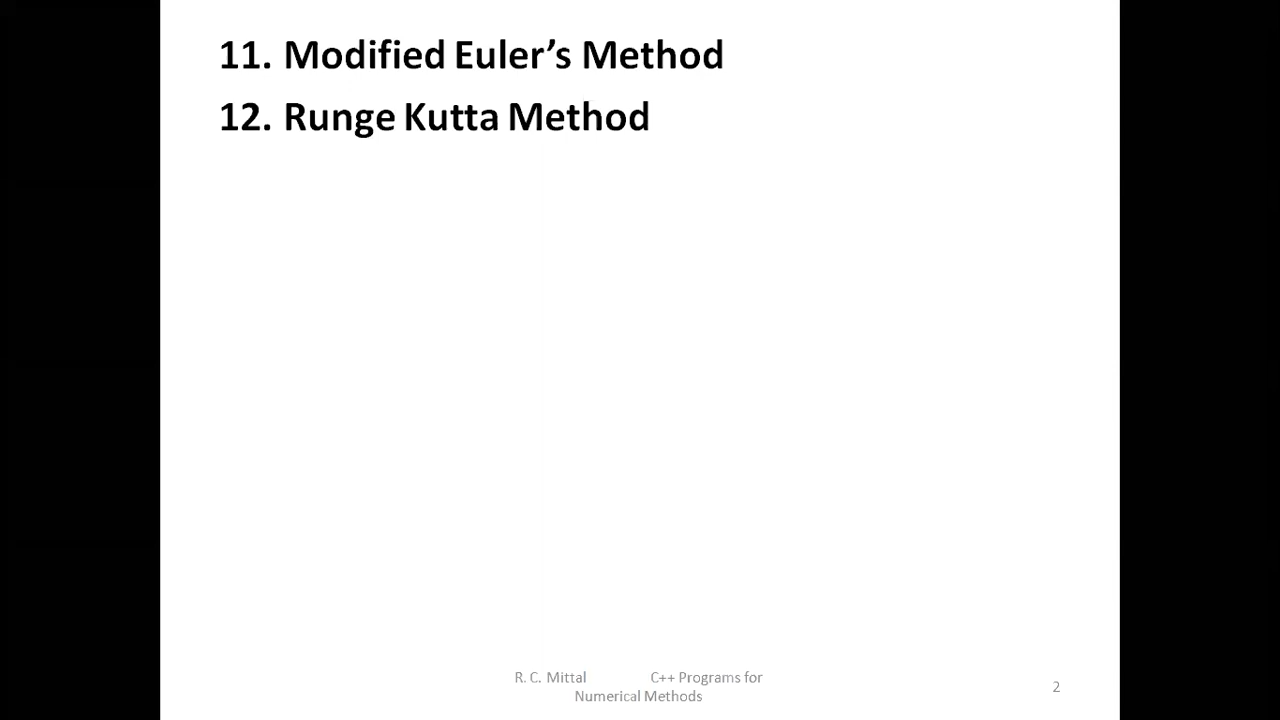 11. Modified Euler’s Method
12. Runge Kutta Method
R. C. Mittal C++ Programs for
Numerical Methods
2